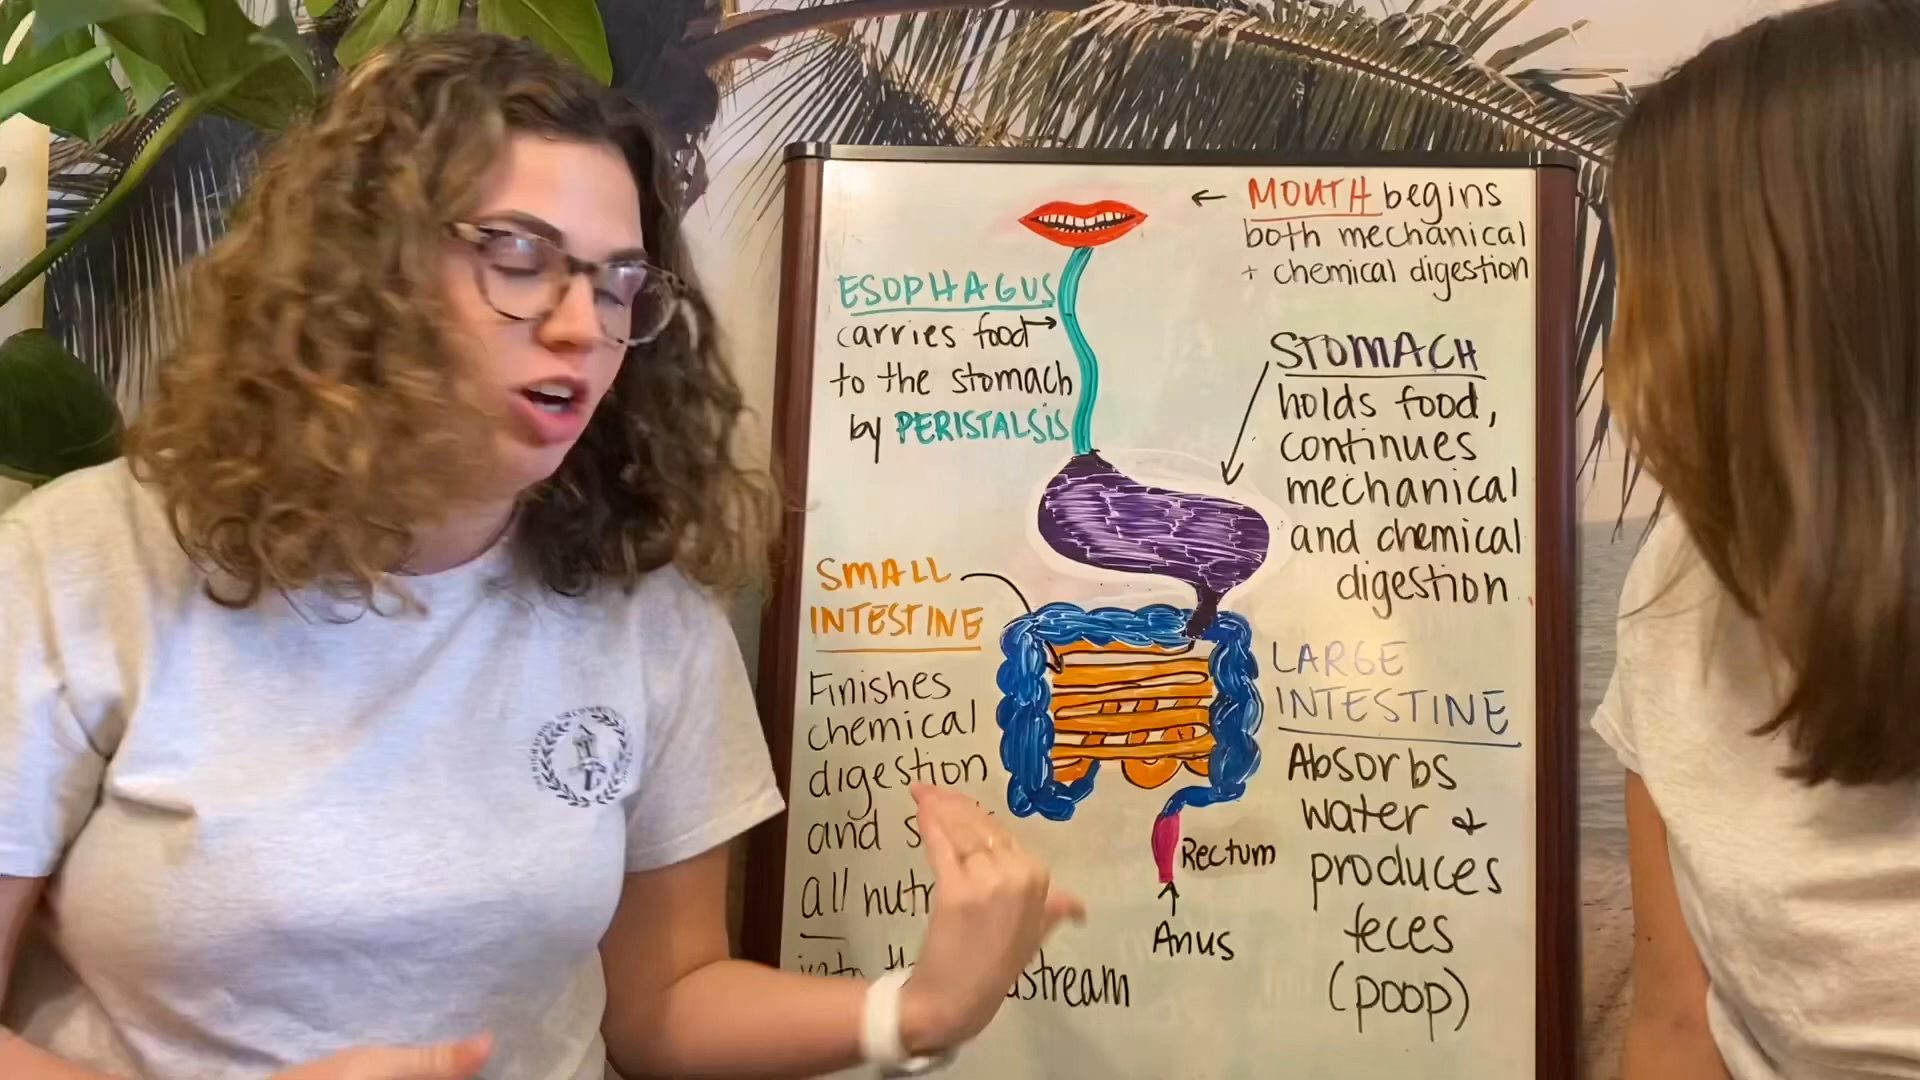 ← MOUTH begins
both mechanical
+ chemical digestion
ESOPHAGUS
carries food→
to the stomach
by PERISTALSIS
STOMACH
holds food,
continues
mechanical
and chemical
digestion
SMALL
INTESTINE
Finishes
chemical
digestion
and
all
LARGE
INTESTINE
Absorbs
water &
produces
feces
(poop)
Rectum
Anus